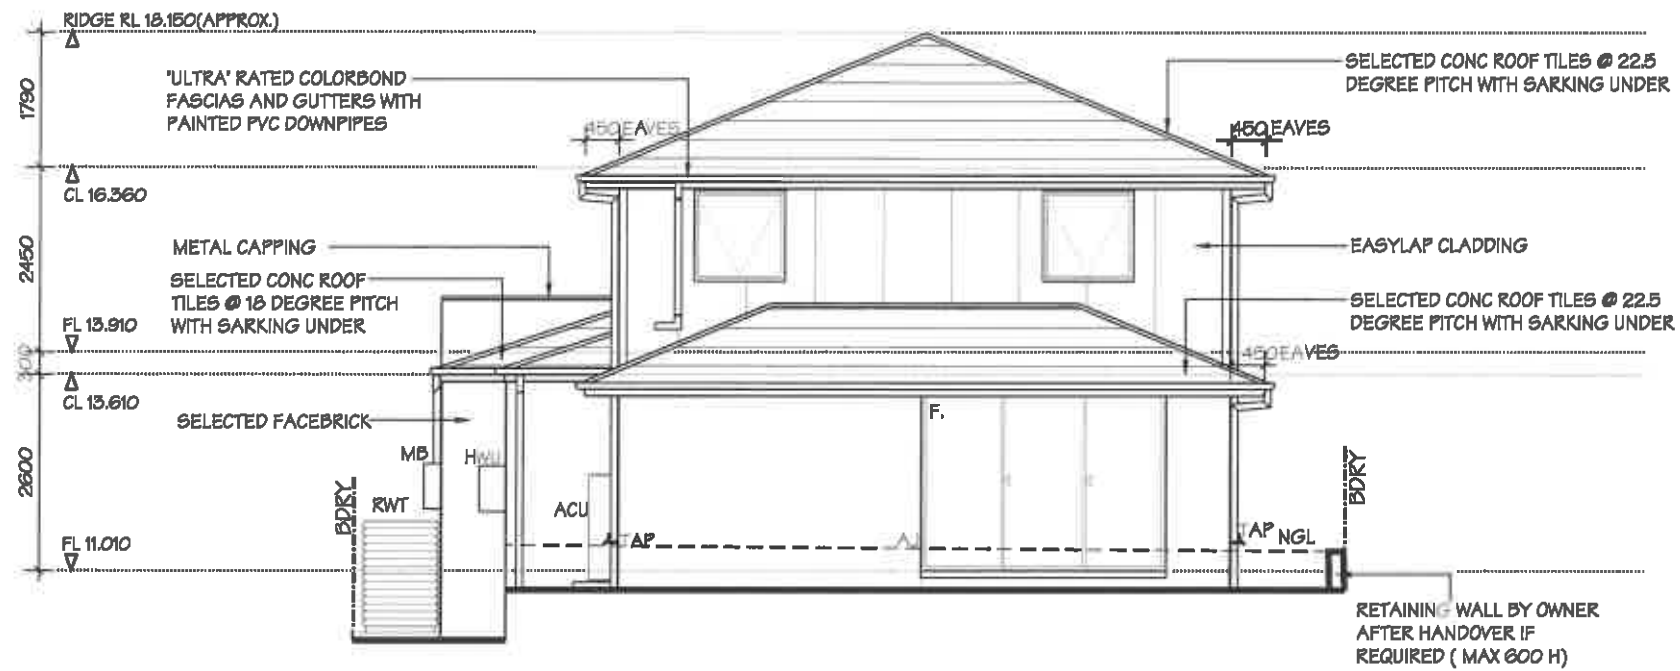 RIDGE RL 18.150(APPROX.)
1790
'ULTRA' RATED COLORBOND
FASCIAS AND GUTTERS WITH
PAINTED PVC DOWNPIPES
450 EAVES
450 EAVES
SELECTED CONC ROOF TILES @ 22.5
DEGREE PITCH WITH SARKING UNDER
CL 16.360
2450
METAL CAPPING
SELECTED CONC ROOF
TILES @ 18 DEGREE PITCH
WITH SARKING UNDER
EASYLAP CLADDING
SELECTED CONC ROOF TILES @ 22.5
DEGREE PITCH WITH SARKING UNDER
FL 13.910
300
450 EAVES
CL 13.610
SELECTED FACEBRICK
F.
2600
MB
HWU
BDRY
RWT
ACU
BDRY
TAP
AJ
TAP
NGL
FL 11.010
RETAINING WALL BY OWNER
AFTER HANDOVER IF
REQUIRED ( MAX 600 H)